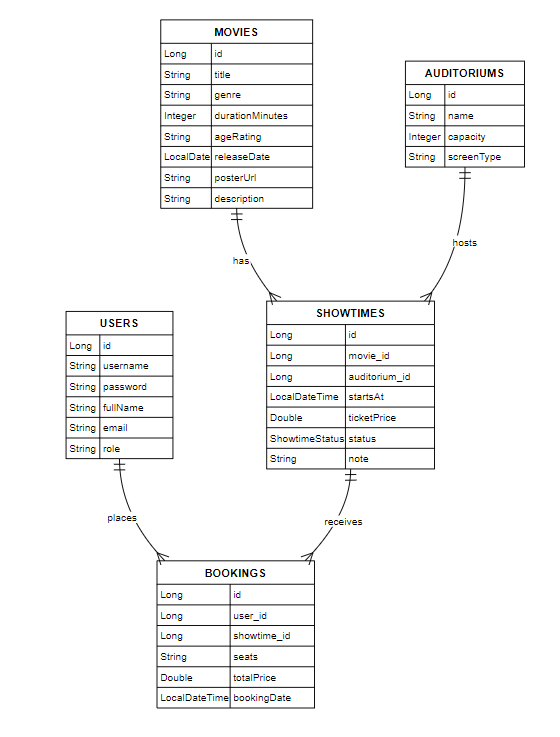 MOVIES
Long id
String title
String genre
Integer durationMinutes
String ageRating
LocalDate releaseDate
String posterUrl
String description
AUDITORIUMS
Long id
String name
Integer capacity
String screenType
has
hosts
USERS
Long id
String username
String password
String fullName
String email
String role
SHOWTIMES
Long id
Long movie_id
Long auditorium_id
LocalDateTime startsAt
Double ticketPrice
ShowtimeStatus status
String note
places
receives
BOOKINGS
Long id
Long user_id
Long showtime_id
String seats
Double totalPrice
LocalDateTime bookingDate